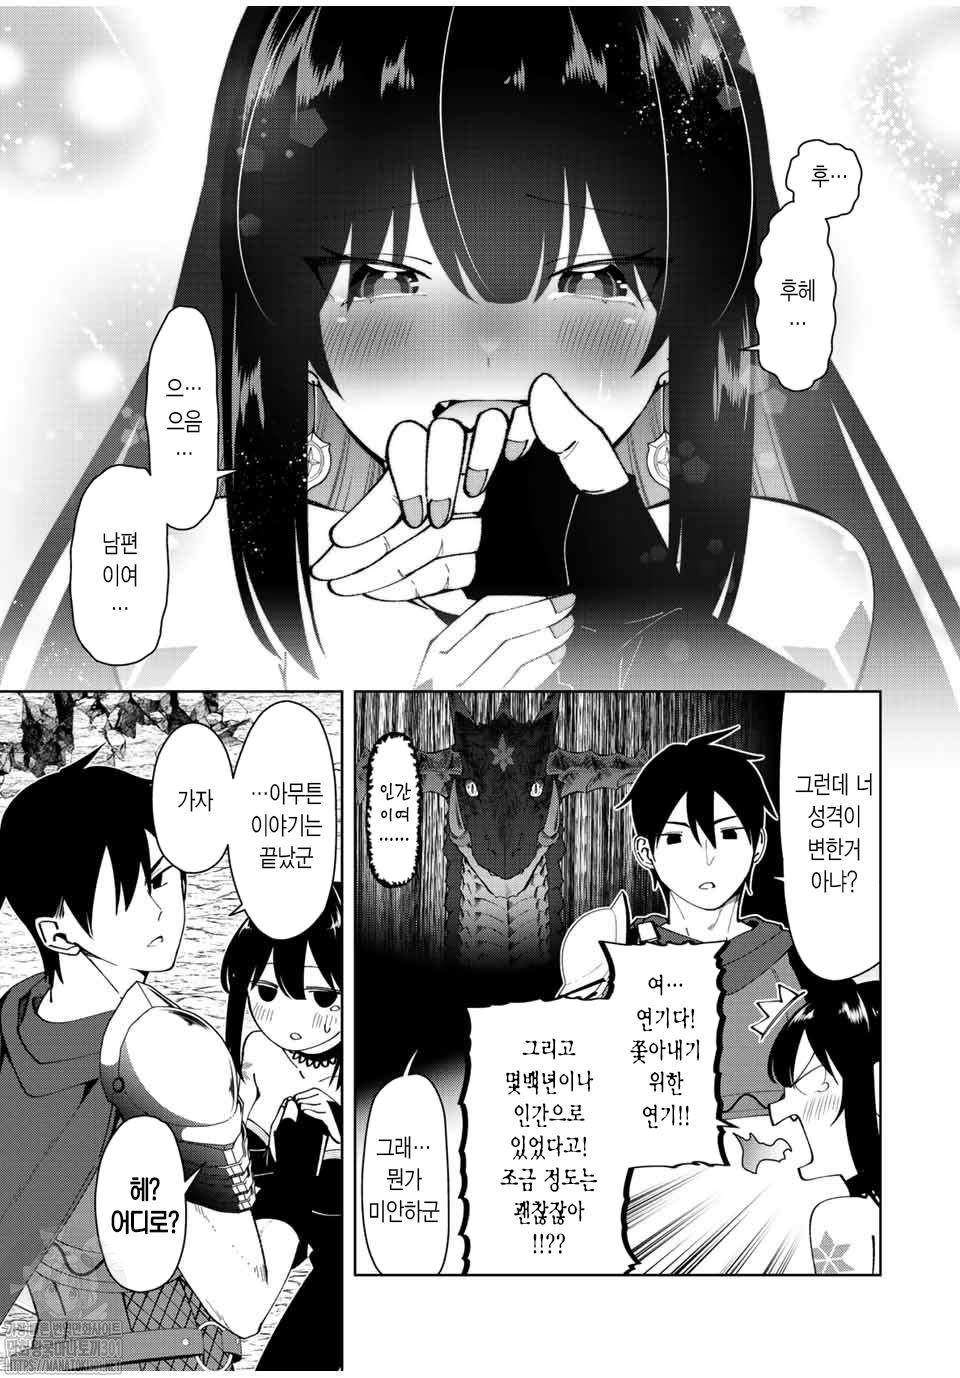 후…
후헤
…
으…
으음
…
남편
이여
…
그런데 너
성격이
변한거
아냐?
인간
이여
……
여…
연기다!
쫓아내기
위한
연기!!
그리고
몇백년이나
인간으로
있었다고!
조금 정도는
괜찮잖아
!!??
그래…
뭔가
미안하군
…아무튼
이야기는
끝났군
가자
헤?
어디로?